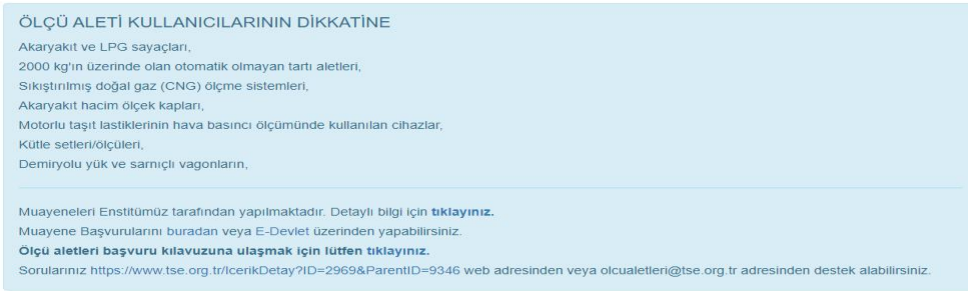 ÖLÇÜ ALETİ KULLANICILARININ DİKKATİNE
Akaryakıt ve LPG sayaçları,
2000 kg'ın üzerinde olan otomatik olmayan tartı aletleri,
Sıkıştırılmış doğal gaz (CNG) ölçme sistemleri,
Akaryakıt hacim ölçek kapları,
Motorlu taşıt lastiklerinin hava basıncı ölçümünde kullanılan cihazlar,
Kütle setleri/ölçüleri,
Demiryolu yük ve sarnıçlı vagonların,
Muayeneleri Enstitümüz tarafından yapılmaktadır. Detaylı bilgi için tıklayınız.
Muayene Başvurularını buradan veya E-Devlet üzerinden yapabilirsiniz.
Ölçü aletleri başvuru kılavuzuna ulaşmak için lütfen tıklayınız.
Sorularınız https://www.tse.org.tr/IcerikDetay?ID=2969&ParentID=9346 web adresinden veya olcualetleri@tse.org.tr adresinden destek alabilirsiniz.